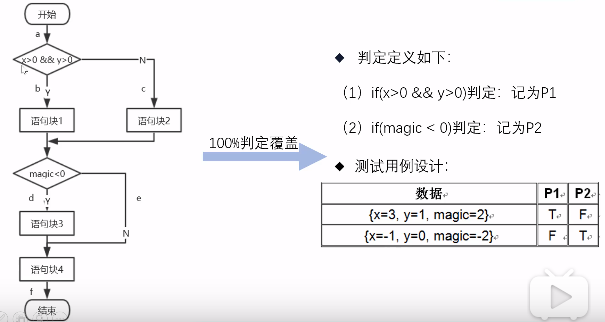 开始
a
x>0 && y>0
N
b
Y
c
语句块1
语句块2
magic<0
d
Y
e
语句块3
N
语句块4
f
结束
100%判定覆盖
◆ 判定定义如下：
（1）if(x>0 && y>0)判定：记为P1
（2）if(magic < 0)判定：记为P2
◆ 测试用例设计：
数据 P1 P2
{x=3, y=1, magic=2} T F
{x=-1, y=0, magic=-2} F T